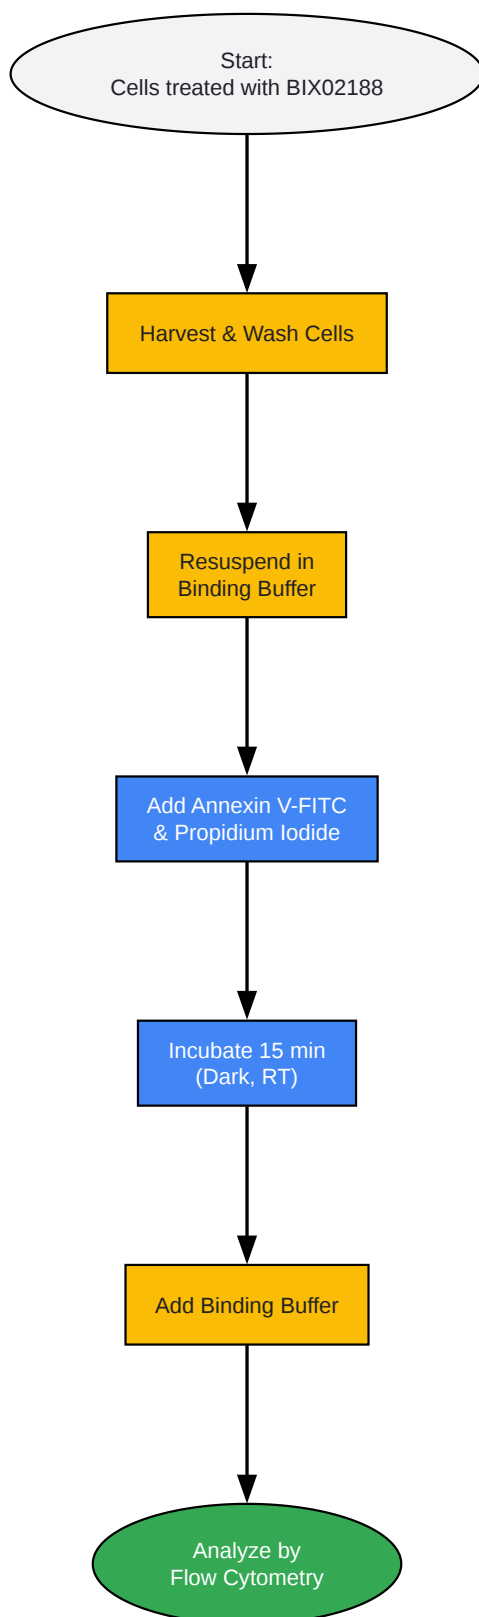 Start:
Cells treated with BIX02188
Harvest & Wash Cells
Resuspend in
Binding Buffer
Add Annexin V-FITC
& Propidium Iodide
Incubate 15 min
(Dark, RT)
Add Binding Buffer
Analyze by
Flow Cytometry